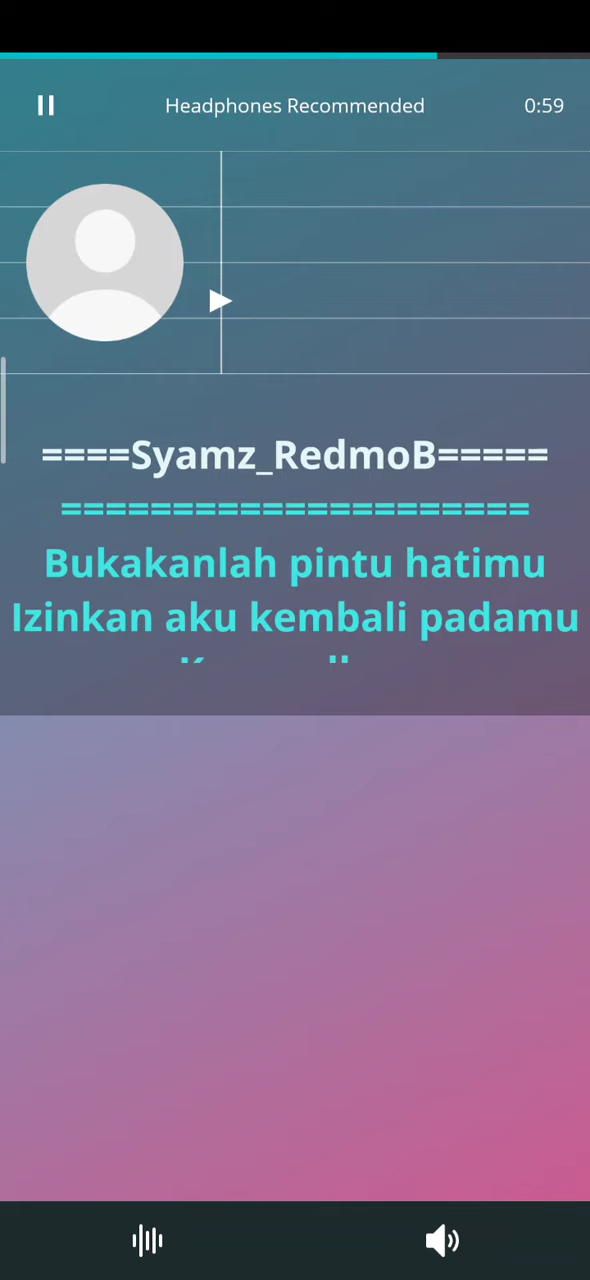 Headphones Recommended 0:59
====Syamz_RedmoB=====
=====================
Bukakanlah pintu hatimu
Izinkan aku kembali padamu